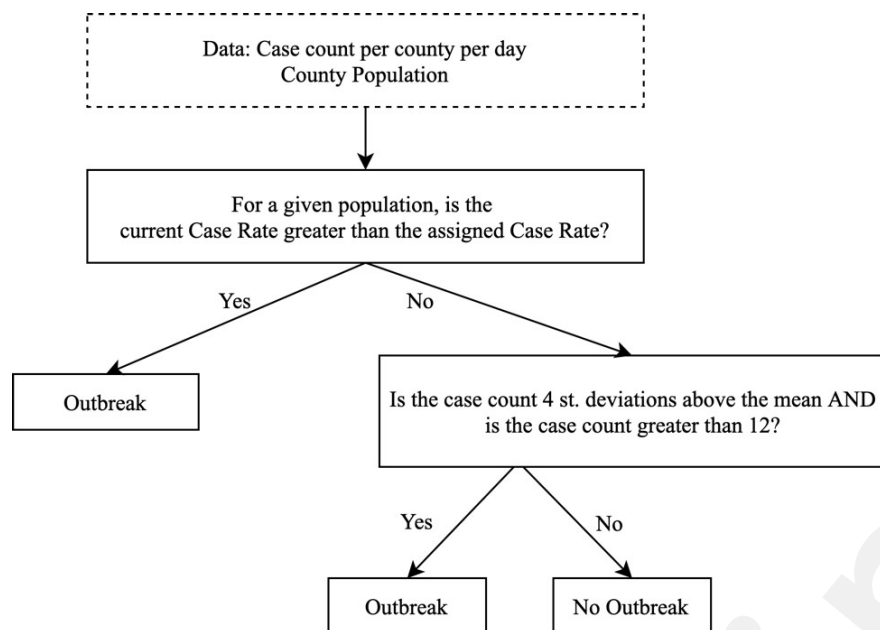 Data: Case count per county per day
County Population
For a given population, is the
current Case Rate greater than the assigned Case Rate?
Yes
No
Outbreak
Is the case count 4 st. deviations above the mean AND
is the case count greater than 12?
Yes
No
Outbreak
No Outbreak